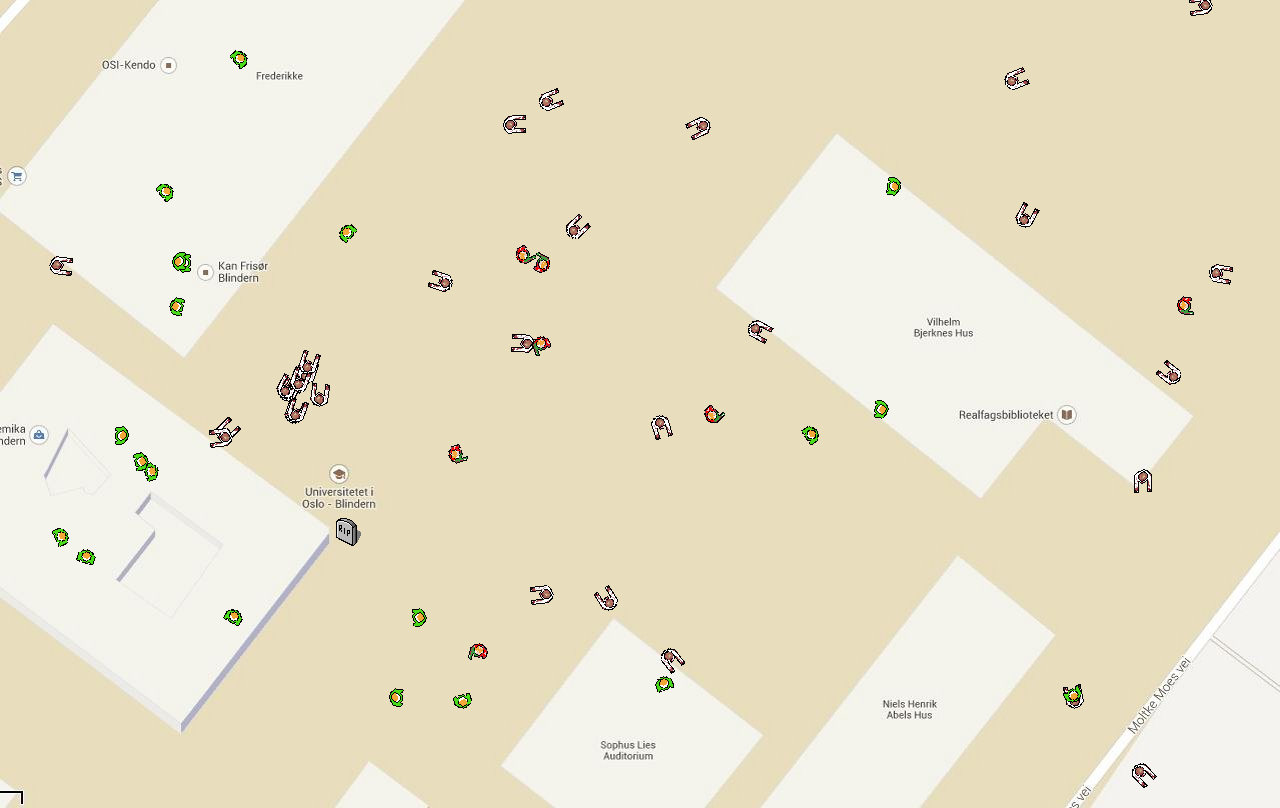 OSI-Kendo
Frederikke
Kan Frisør
Blindern
Vilhelm
Bjerknes Hus
Realfagsbiblioteket
emika
ndern
Universitetet i
Oslo - Blindern
RIP
Niels Henrik
Abels Hus
Sophus Lies
Auditorium
Moltke Moes vei
s vei